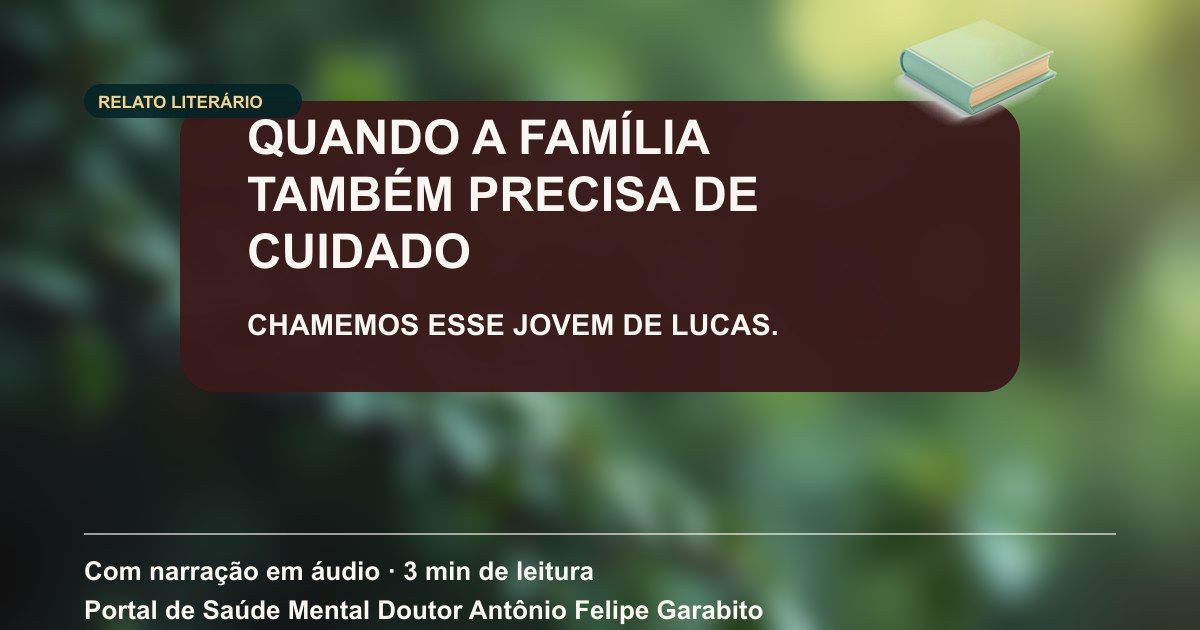 RELATO LITERÁRIO
QUANDO A FAMÍLIA
TAMBÉM PRECISA DE
CUIDADO
CHAMEMOS ESSE JOVEM DE LUCAS.
Com narração em áudio · 3 min de leitura
Portal de Saúde Mental Doutor Antônio Felipe Garabito